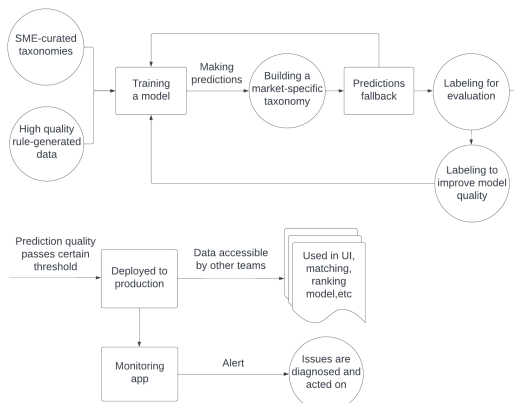 SME-curated
taxonomies
High quality
rule-generated
data
Training
a model
Making
predictions
Building a
market-specific
taxonomy
Predictions
fallback
Labeling for
evaluation
Labeling to
improve model
quality
Prediction quality
passes certain
threshold
Deployed to
production
Data accessible
by other teams
Used in UI,
matching,
ranking
model,etc
Monitoring
app
Alert
Issues are
diagnosed and
acted on